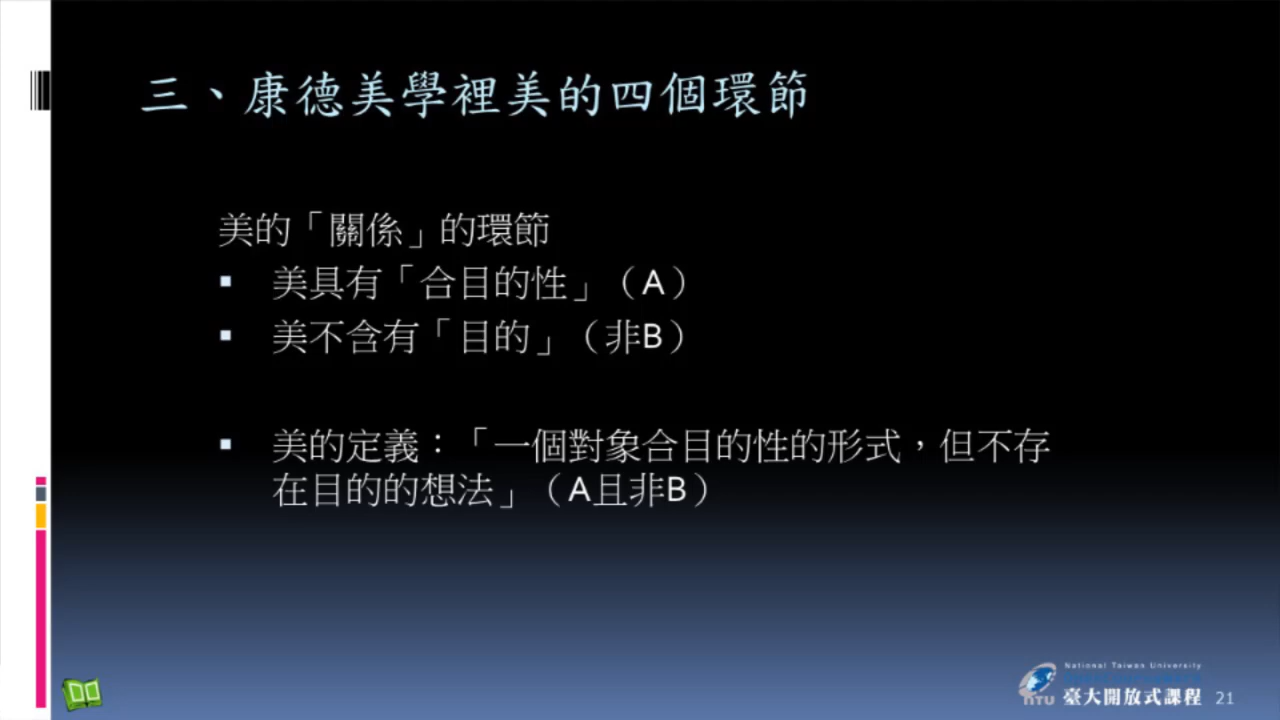 三、康德美學裡美的四個環節
美的「關係」的環節
▪ 美具有「合目的性」（A）
▪ 美不含有「目的」（非B）
▪ 美的定義：「一個對象合目的性的形式，但不存
在目的的想法」（A且非B）
National Taiwan University
NTU 臺大開放式課程 21